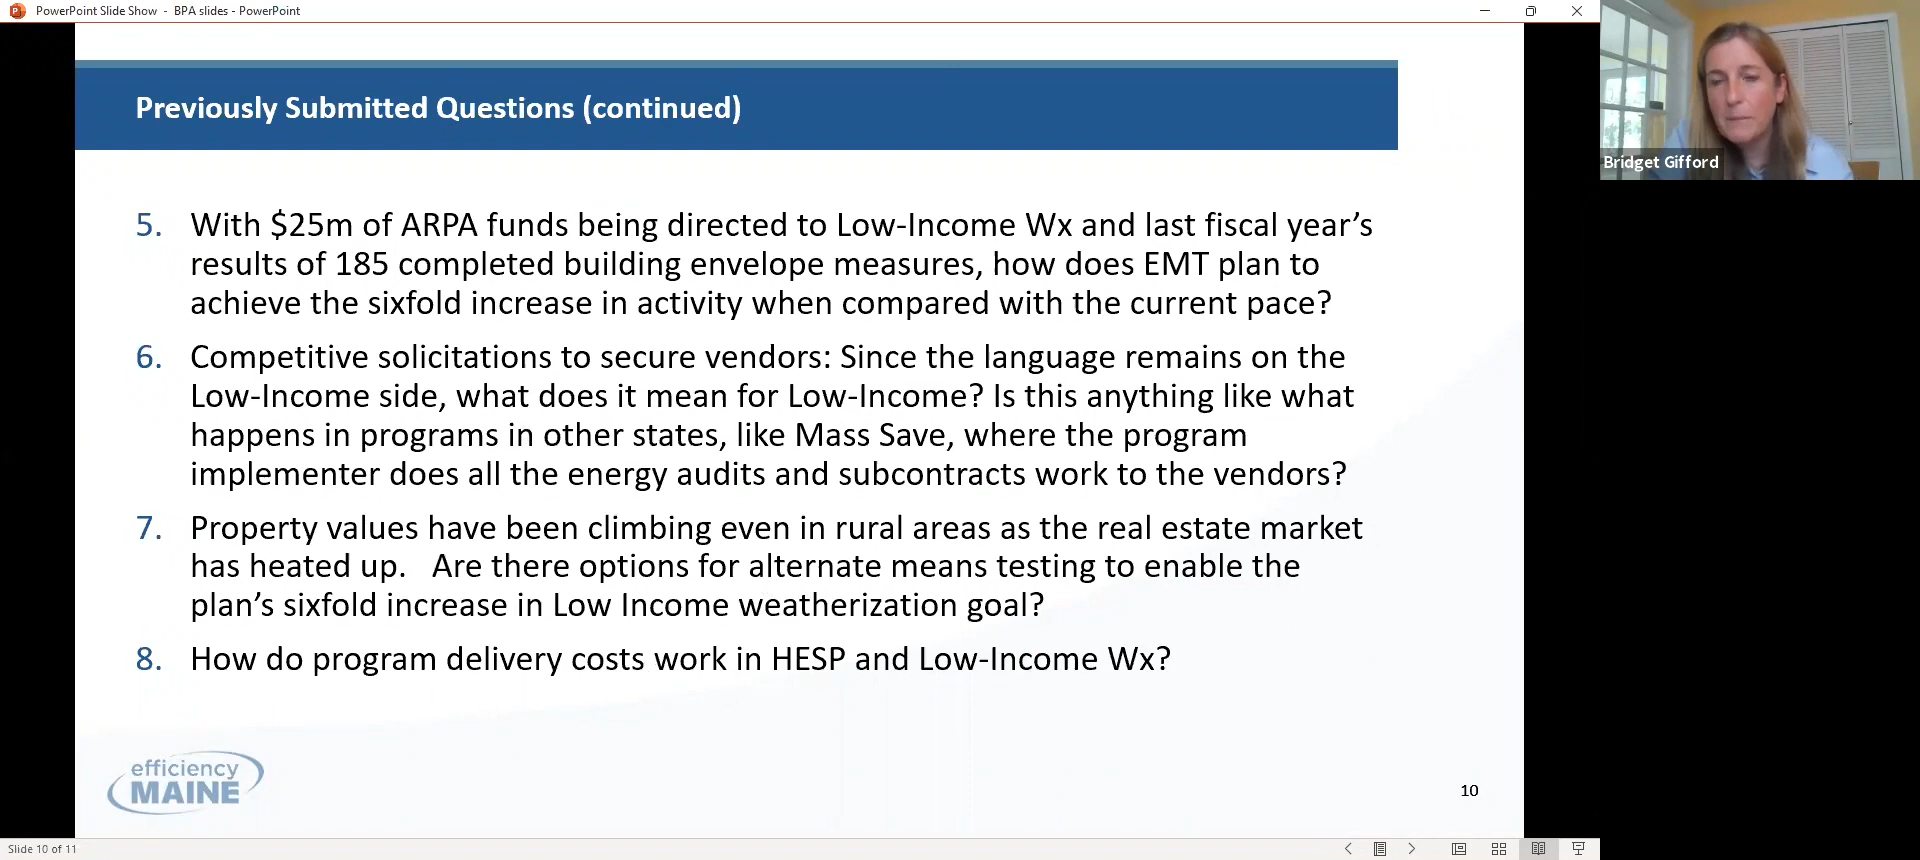 PowerPoint Slide Show - BPA slides - PowerPoint
Previously Submitted Questions (continued)
5. With $25m of ARPA funds being directed to Low-Income Wx and last fiscal year’s
results of 185 completed building envelope measures, how does EMT plan to
achieve the sixfold increase in activity when compared with the current pace?
6. Competitive solicitations to secure vendors: Since the language remains on the
Low-Income side, what does it mean for Low-Income? Is this anything like what
happens in programs in other states, like Mass Save, where the program
implementer does all the energy audits and subcontracts work to the vendors?
7. Property values have been climbing even in rural areas as the real estate market
has heated up.   Are there options for alternate means testing to enable the
plan’s sixfold increase in Low Income weatherization goal?
8. How do program delivery costs work in HESP and Low-Income Wx?
efficiency
MAINE
10
Slide 10 of 11
Bridget Gifford